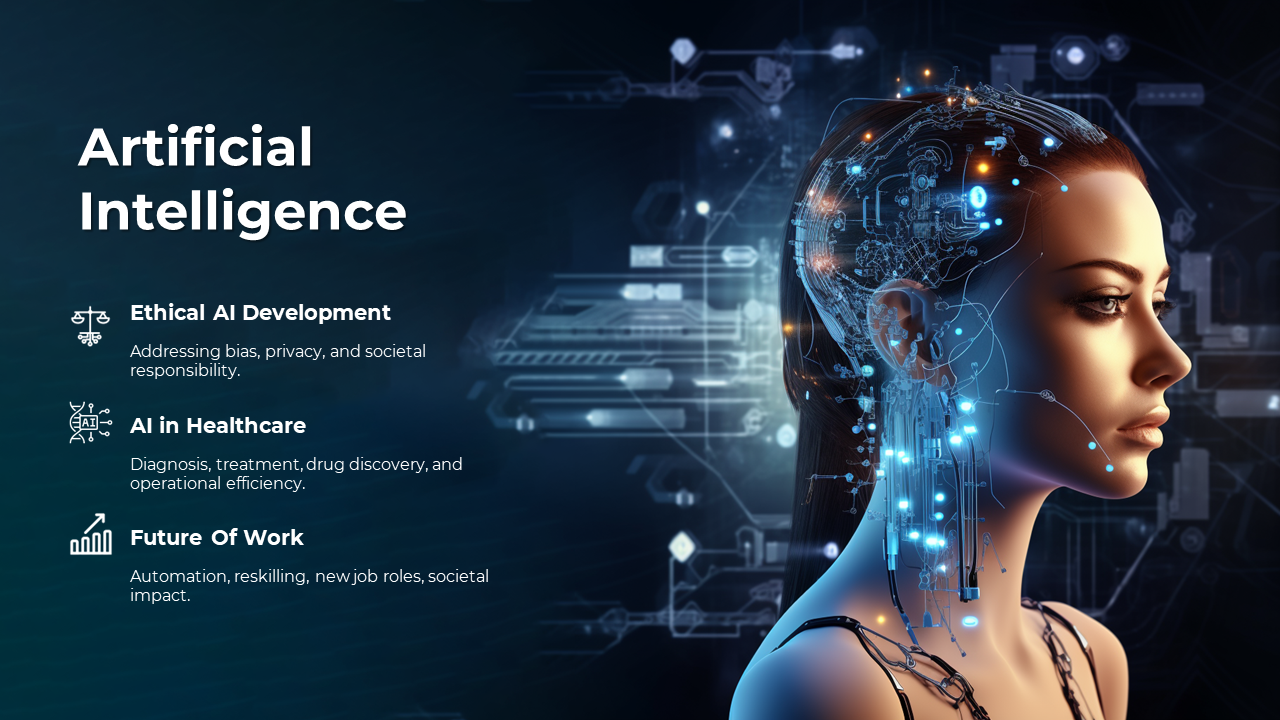 Artificial
Intelligence
Ethical AI Development
Addressing bias, privacy, and societal
responsibility.
AI
AI in Healthcare
Diagnosis, treatment, drug discovery, and
operational efficiency.
Future Of Work
Automation, reskilling, new job roles, societal
impact.